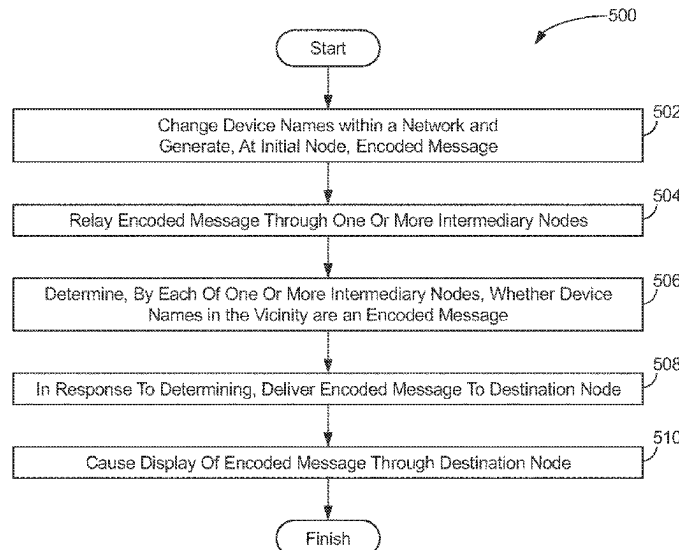 500
Start
502
Change Device Names within a Network and
Generate, At Initial Node, Encoded Message
504
Relay Encoded Message Through One Or More Intermediary Nodes
506
Determine, By Each Of One Or More Intermediary Nodes, Whether Device
Names in the Vicinity are an Encoded Message
508
In Response To Determining, Deliver Encoded Message To Destination Node
510
Cause Display Of Encoded Message Through Destination Node
Finish